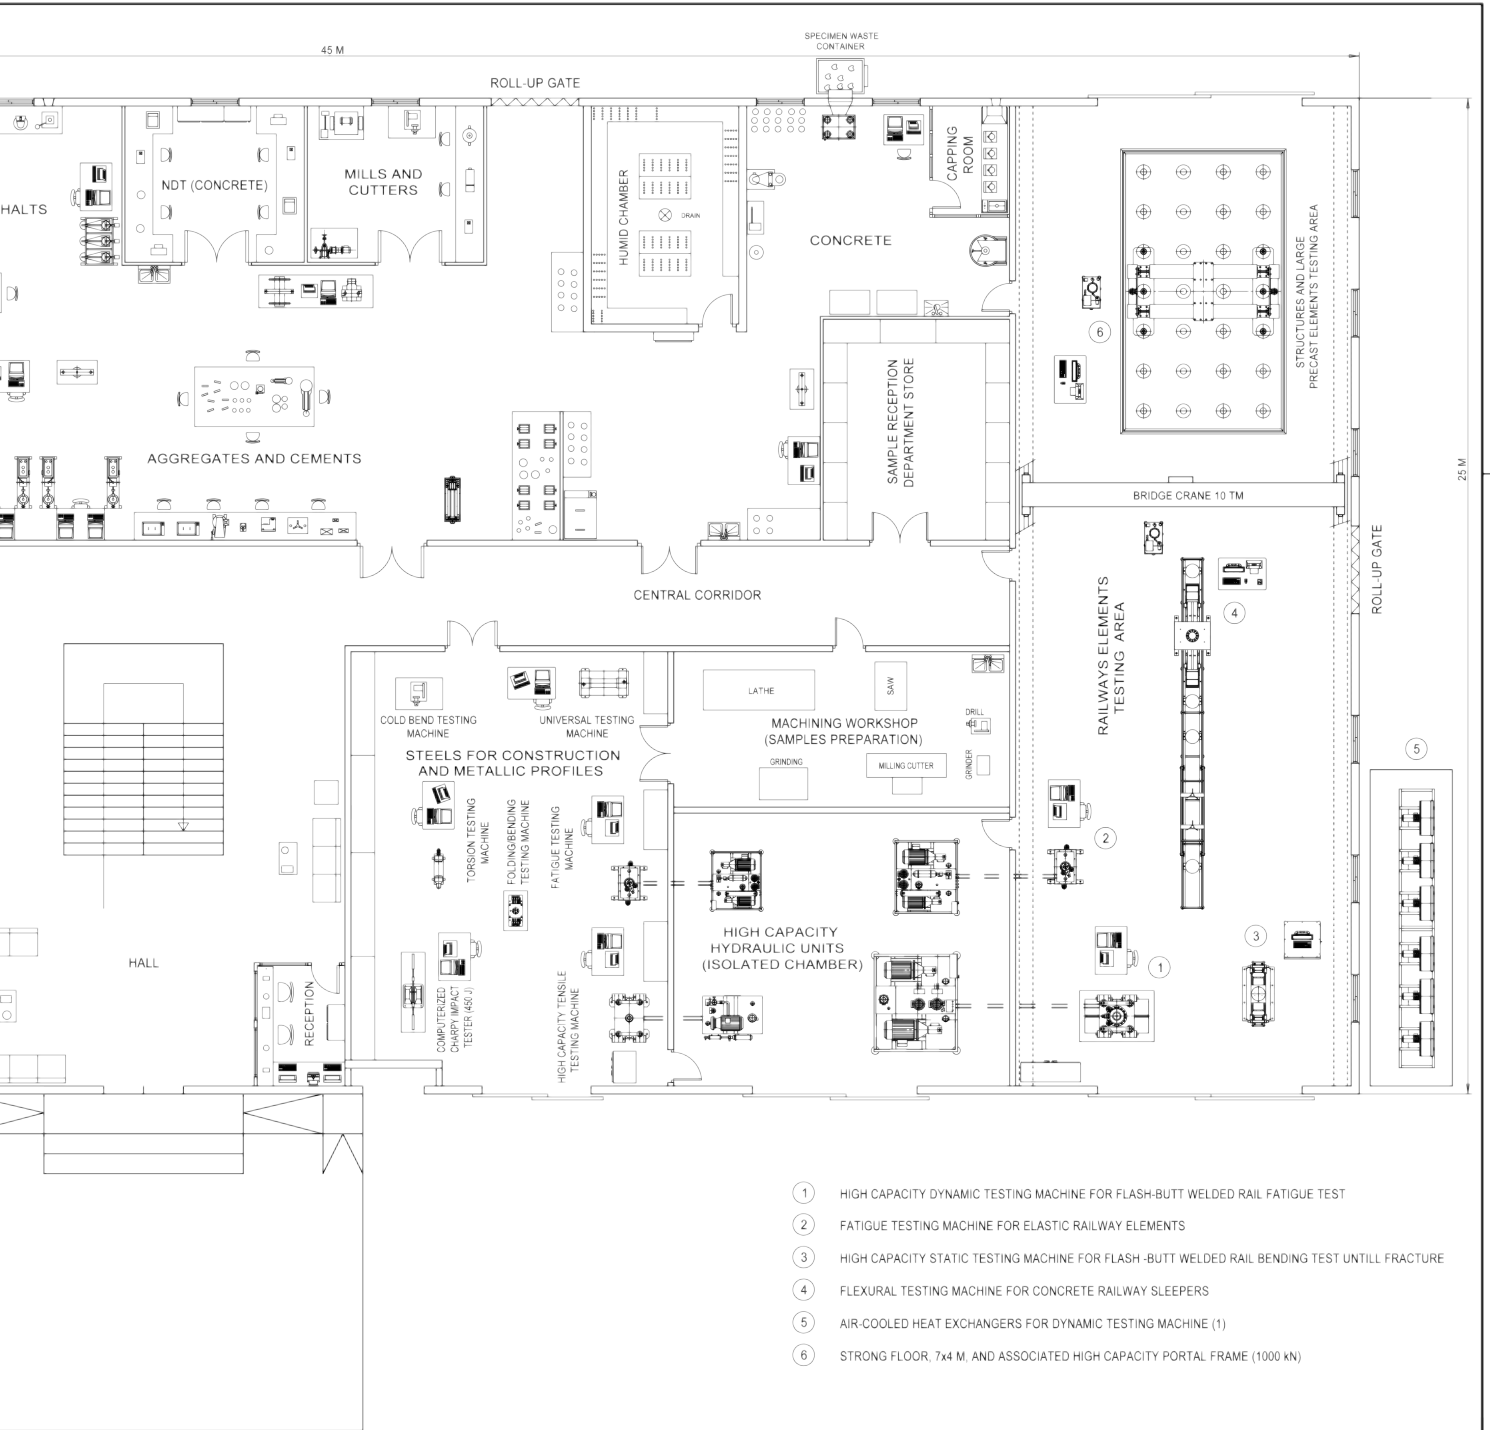 45 M
SPECIMEN WASTE
CONTAINER
ROLL-UP GATE
HALTS
NDT (CONCRETE)
MILLS AND
CUTTERS
HUMID CHAMBER
DRAIN
CONCRETE
CAPPING
ROOM
STRUCTURES AND LARGE
PRECAST ELEMENTS TESTING AREA
6
SAMPLE RECEPTION
DEPARTMENT STORE
AGGREGATES AND CEMENTS
BRIDGE CRANE 10 TM
25 M
ROLL-UP GATE
CENTRAL CORRIDOR
RAILWAYS ELEMENTS
TESTING AREA
4
COLD BEND TESTING
MACHINE
UNIVERSAL TESTING
MACHINE
STEELS FOR CONSTRUCTION
AND METALLIC PROFILES
LATHE
SAW
DRILL
MACHINING WORKSHOP
(SAMPLES PREPARATION)
GRINDING
MILLING CUTTER
GRINDER
5
TORSION TESTING
MACHINE
FOLDING/BENDING
TESTING MACHINE
FATIGUE TESTING
MACHINE
2
HIGH CAPACITY
HYDRAULIC UNITS
(ISOLATED CHAMBER)
3
1
HALL
RECEPTION
COMPUTERIZED
CHARPY IMPACT
TESTER (450 J)
HIGH CAPACITY TENSILE
TESTING MACHINE
1 HIGH CAPACITY DYNAMIC TESTING MACHINE FOR FLASH-BUTT WELDED RAIL FATIGUE TEST
2 FATIGUE TESTING MACHINE FOR ELASTIC RAILWAY ELEMENTS
3 HIGH CAPACITY STATIC TESTING MACHINE FOR FLASH -BUTT WELDED RAIL BENDING TEST UNTILL FRACTURE
4 FLEXURAL TESTING MACHINE FOR CONCRETE RAILWAY SLEEPERS
5 AIR-COOLED HEAT EXCHANGERS FOR DYNAMIC TESTING MACHINE (1)
6 STRONG FLOOR, 7x4 M, AND ASSOCIATED HIGH CAPACITY PORTAL FRAME (1000 kN)